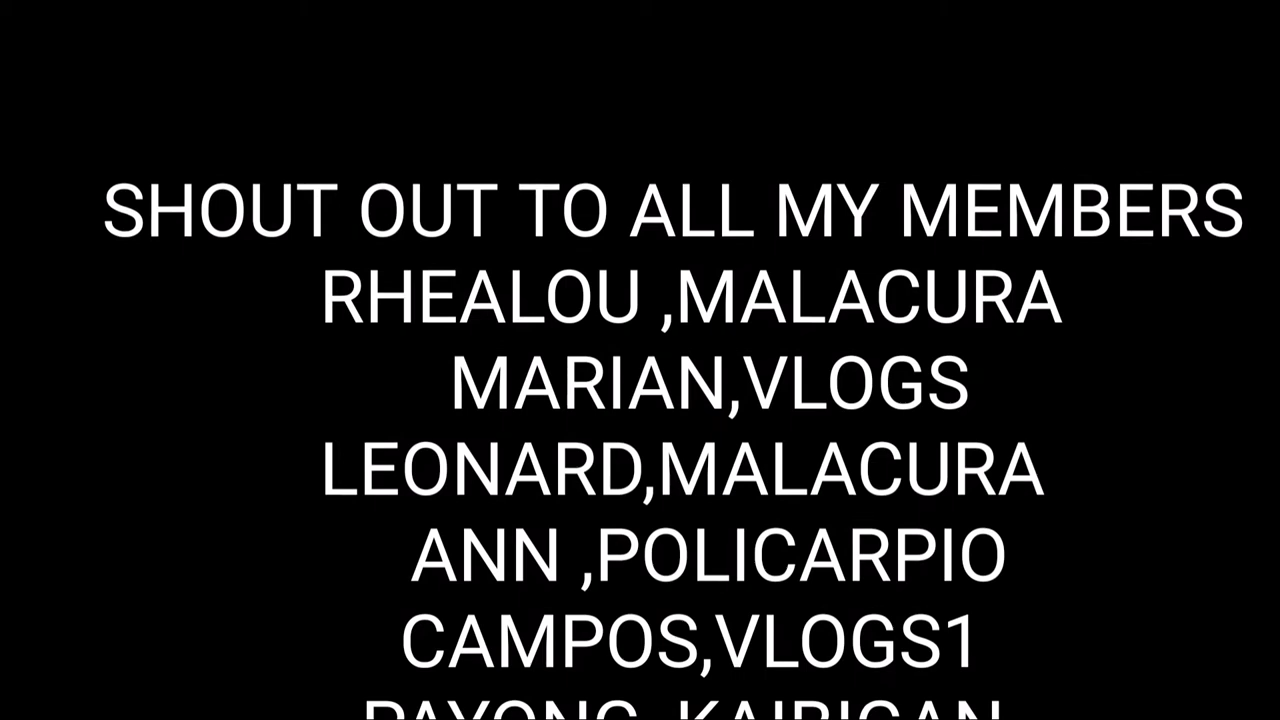 SHOUT OUT TO ALL MY MEMBERS
RHEALOU ,MALACURA
MARIAN,VLOGS
LEONARD,MALACURA
ANN ,POLICARPIO
CAMPOS,VLOGS1